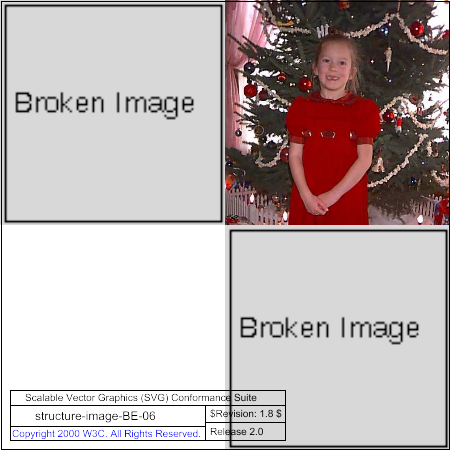 Broken Image
Broken Image
Scalable Vector Graphics (SVG) Conformance Suite
structure-image-BE-06
$Revision: 1.8 $
Copyright 2000 W3C. All Rights Reserved.
Release 2.0